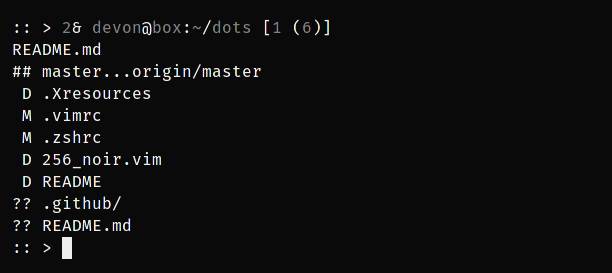 :: > 2& devon@box:~/dots [1 (6)]
README.md
## master...origin/master
 D .Xresources
 M .vimrc
 M .zshrc
 D 256_noir.vim
 D README
?? .github/
?? README.md
:: >